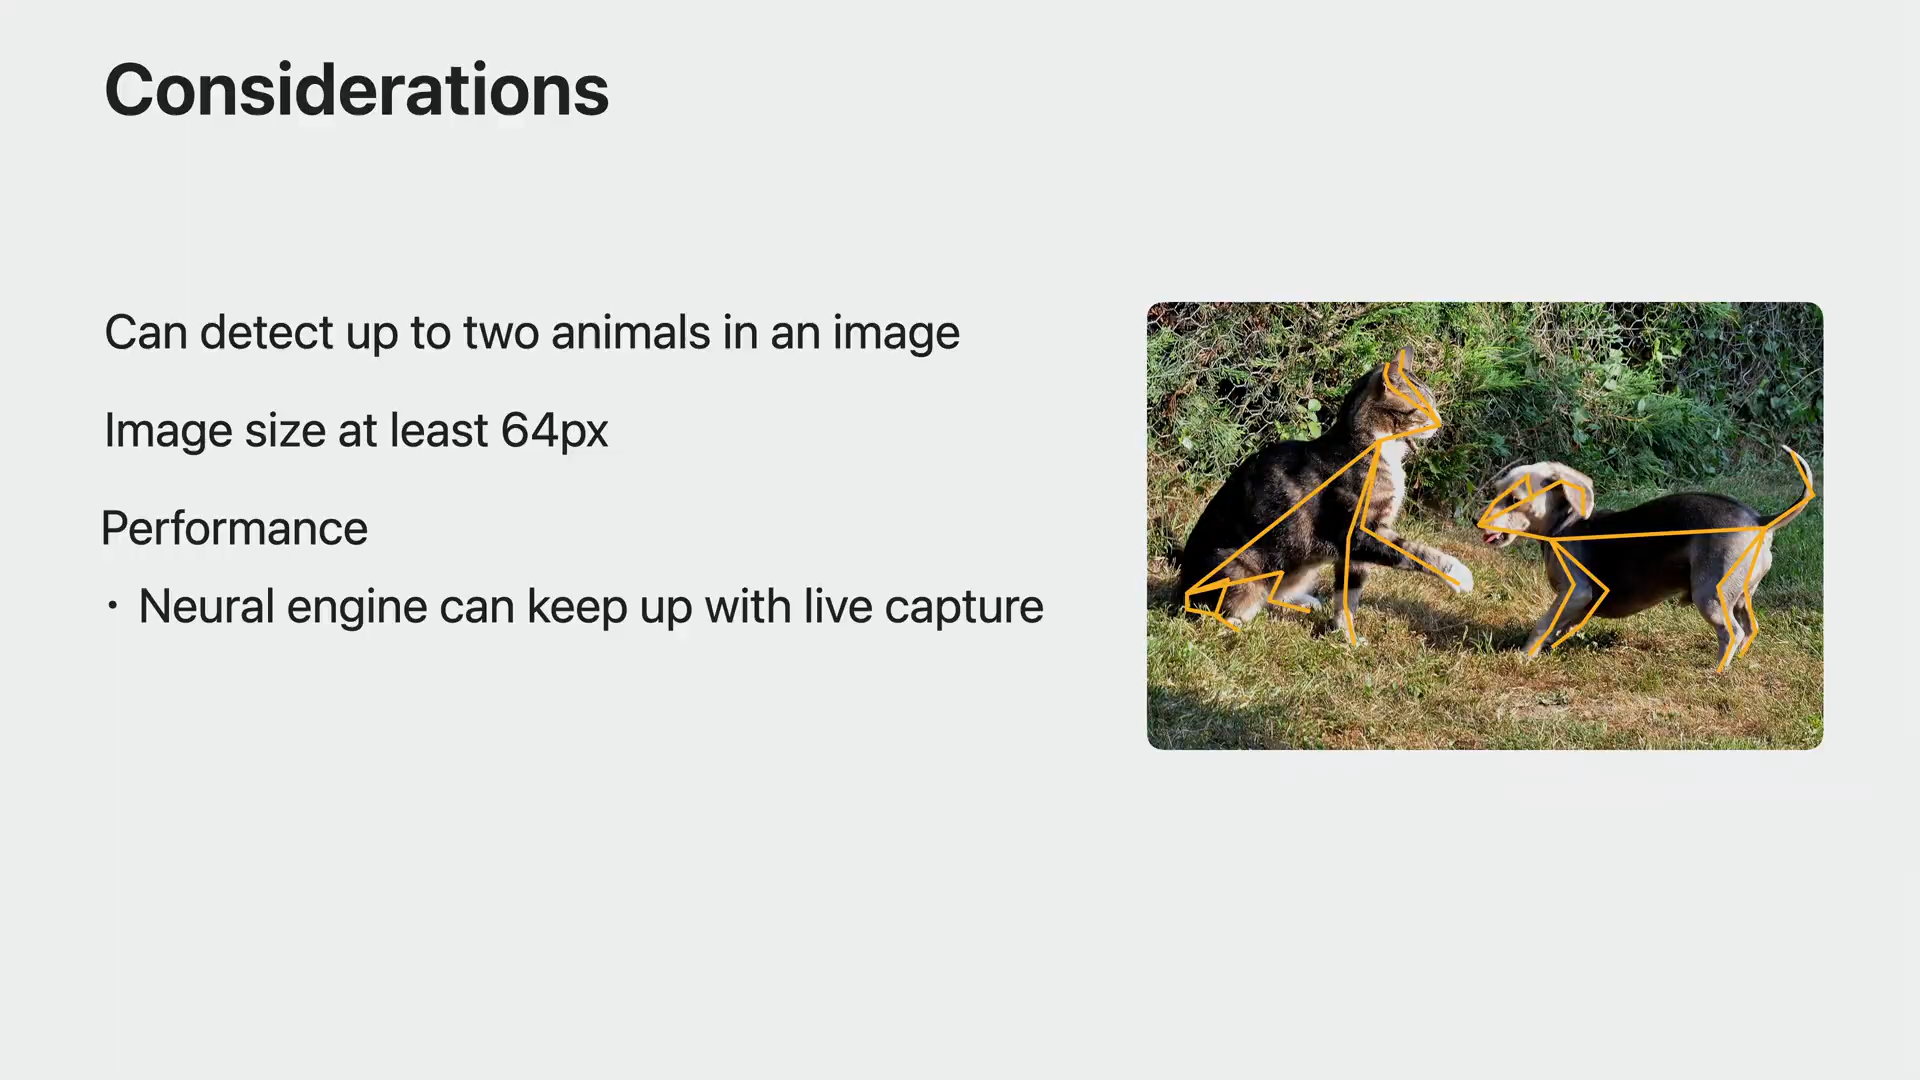 Considerations
Can detect up to two animals in an image
Image size at least 64px
Performance
• Neural engine can keep up with live capture